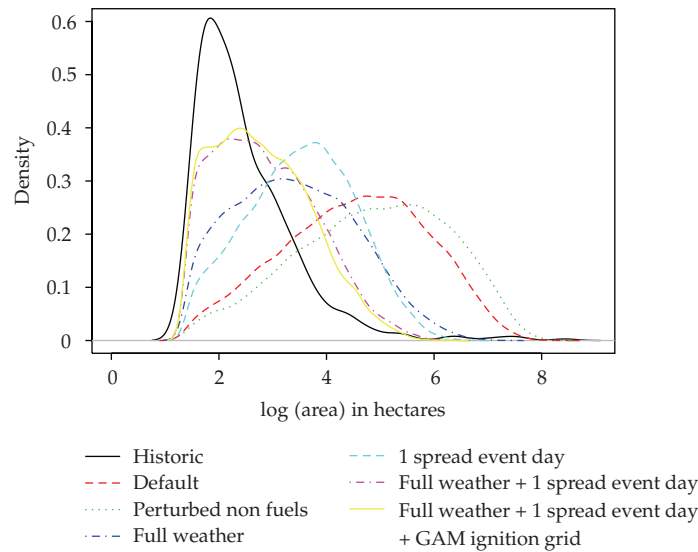 0.6
0.5
0.4
0.3
0.2
0.1
0
Density
0 2 4 6 8
log (area) in hectares
Historic
Default
Perturbed non fuels
Full weather
1 spread event day
Full weather + 1 spread event day
Full weather + 1 spread event day
+ GAM ignition grid